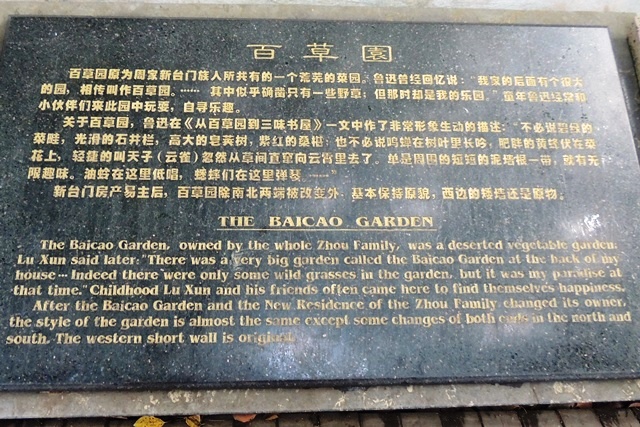 百草園
百草园原为周家新台门族人所共有的一个荒芜的菜园。鲁迅曾经回忆说：“我家的后面有个很大
的园，相传叫作百草园。…… 其中似乎确凿只有一些野草；但那时却是我的乐园。”童年鲁迅经常和
小伙伴们来此园中玩耍，自寻乐趣。
关于百草园，鲁迅在《从百草园到三味书屋》一文中作了非常形象生动的描述：“不必说碧绿的
菜畦，光滑的石井栏，高大的皂荚树，紫红的桑椹；也不必说鸣蝉在树叶里长吟，肥胖的黄蜂伏在菜
花上，轻捷的叫天子（云雀）忽然从草间直窜向云霄里去了。单是周围的短短的泥墙根一带，就有无
限趣味。油蛉在这里低唱，蟋蟀们在这里弹琴……”
新台门房产易主后，百草园除南北两端被改变外，基本保持原貌，西边的矮墙还是原物。
THE BAICAO GARDEN
The Baicao Garden, owned by the whole Zhou Family, was a deserted vegetable garden.
Lu Xun said later: "There was a very big garden called the Baicao Garden at the back of my
house ··· Indeed there were only some wild grasses in the garden, but it was my paradise at
that time." Childhood Lu Xun and his friends often came here to find themselves happiness.
After the Baicao Garden and the New Residence of the Zhou Family changed its owner,
the style of the garden is almost the same except some changes of both ends in the north and
south. The western short wall is original.